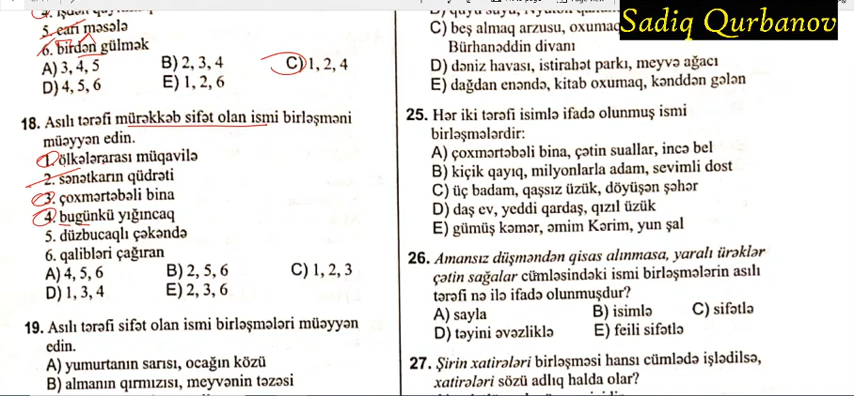 5. məsələ
6. birdən gülmək
A) 3, 4, 5 B) 2, 3, 4 C) 1, 2, 4
D) 4, 5, 6 E) 1, 2, 6
18. Asılı tərəfi mürəkkəb sifət olan ismi birləşməni
müəyyən edin.
1. ölkələrarası müqavilə
2. sənətkarın qüdrəti
3. çoxmərtəbəli bina
4. bugünkü yığıncaq
5. düzbucaqlı çəkəndə
6. qalibləri çağıran
A) 4, 5, 6 B) 2, 5, 6 C) 1, 2, 3
D) 1, 3, 4 E) 2, 3, 6
19. Asılı tərəfi sifət olan ismi birləşmələri müəyyən
edin.
A) yumurtanın sarısı, ocağın közü
B) almanın qırmızısı, meyvənin təzəsi
Sadiq Qurbanov
C) beş almaq arzusu,
Bürhanəddin divanı
D) dəniz havası, istirahət parkı, meyvə ağacı
E) dağdan enəndə, kitab oxumaq, kənddən gələn
25. Hər iki tərəfi isimlə ifadə olunmuş ismi
birləşmələrdir:
A) çoxmərtəbəli bina, çətin suallar, incə bel
B) kiçik qayıq, milyonlarla adam, sevimli dost
C) üç badam, qaşsız üzük, döyüşən şəhər
D) daş ev, yeddi qardaş, qızıl üzük
E) gümüş kəmər, əmim Kərim, yun şal
26. Amansız düşməndən qisas alınmasa, yaralı ürəklər
çətin sağalar cümləsindəki ismi birləşmələrin asılı
tərəfi nə ilə ifadə olunmuşdur?
A) sayla B) isimlə C) sifətlə
D) təyini əvəzliklə E) feili sifətlə
27. Şirin xatirələri birləşməsi hansı cümlədə işlədilsə,
xatirələri sözü adlıq halda olar?